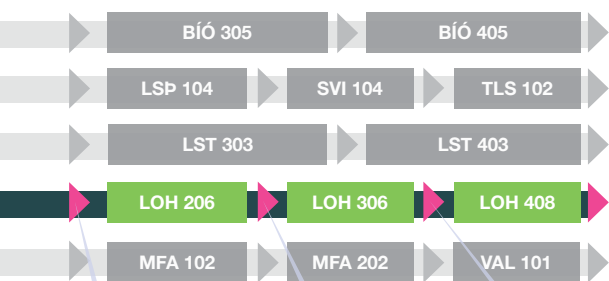 BÍÓ 305 BÍÓ 405
LSÞ 104 SVI 104 TLS 102
LST 303 LST 403
LOH 206 LOH 306 LOH 408
MFA 102 MFA 202 VAL 101